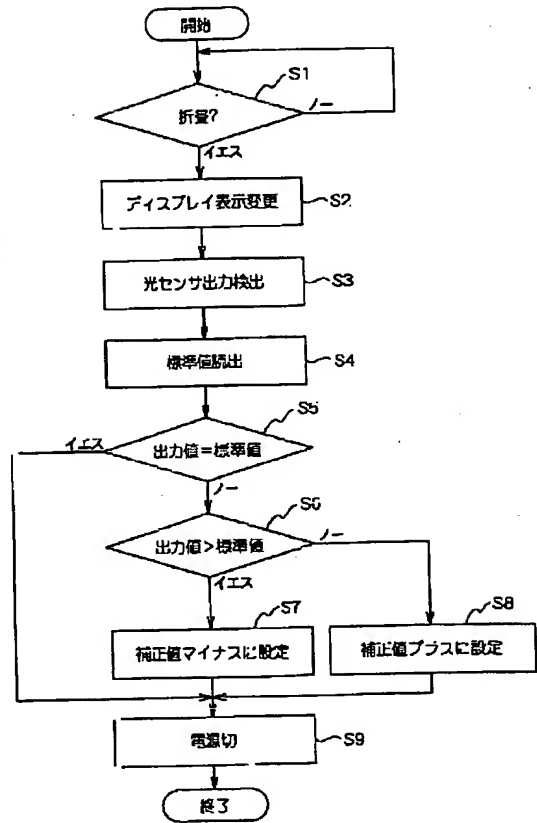 開始
S1
折畳?
ノー
イエス
ディスプレイ表示変更
S2
光センサ出力検出
S3
標準値読出
S4
S5
イエス
出力値=標準値
ノー
S6
出力値>標準値
ノー
イエス
S7
S8
補正値マイナスに設定
補正値プラスに設定
電源切
S9
終了